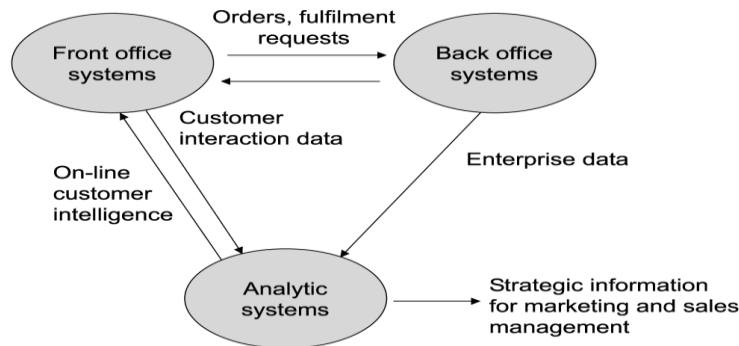 Orders, fulfilment
requests
Front office
systems
Back office
systems
Customer
interaction data
On-line
customer
intelligence
Enterprise data
Analytic
systems
Strategic information
for marketing and sales
management